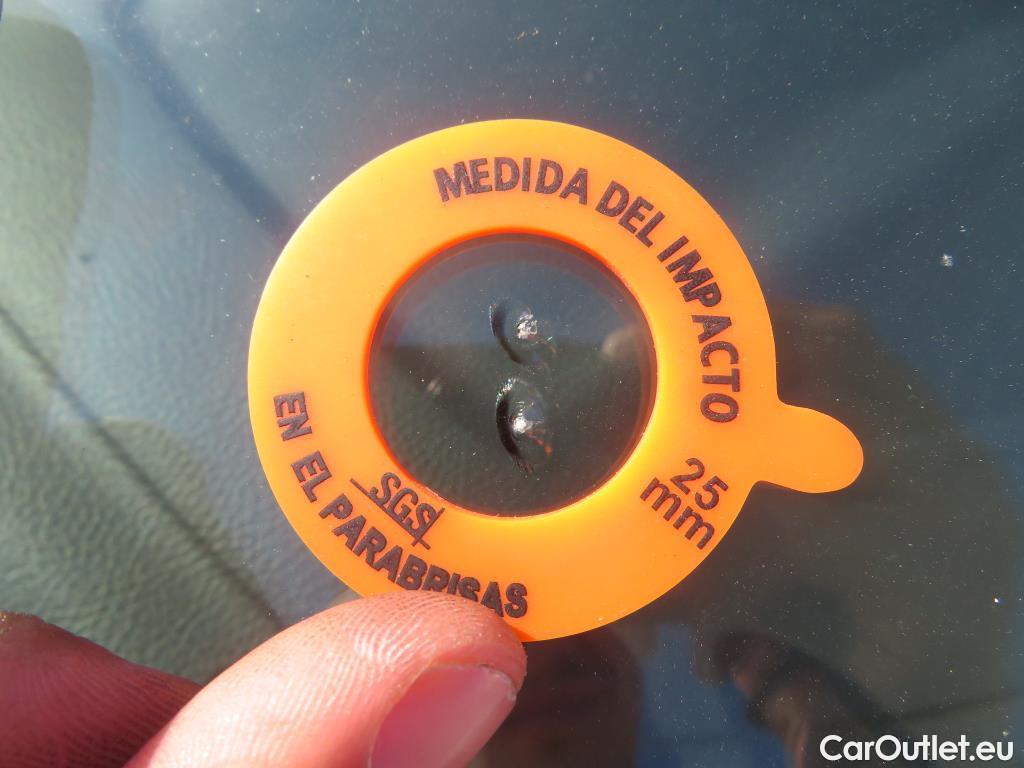 MEDIDA DEL IMPACTO
25
mm
EN EL PARABRISAS
SGS
CarOutlet.eu